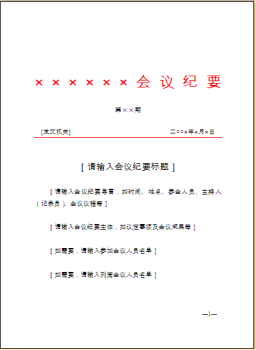 ××××××会议纪要
第××期
[发文机关] 二○○×年×月×日
[请输入会议纪要标题]
[请输入会议纪要导言，如时间、地点、参会人员、主持人
（记录员）、会议议程等]
[请输入会议纪要主体，如议定事项及会议成果等]
[如需要，请输入参加会议人员名单]
[如需要，请输入列席会议人员名单]
—1—